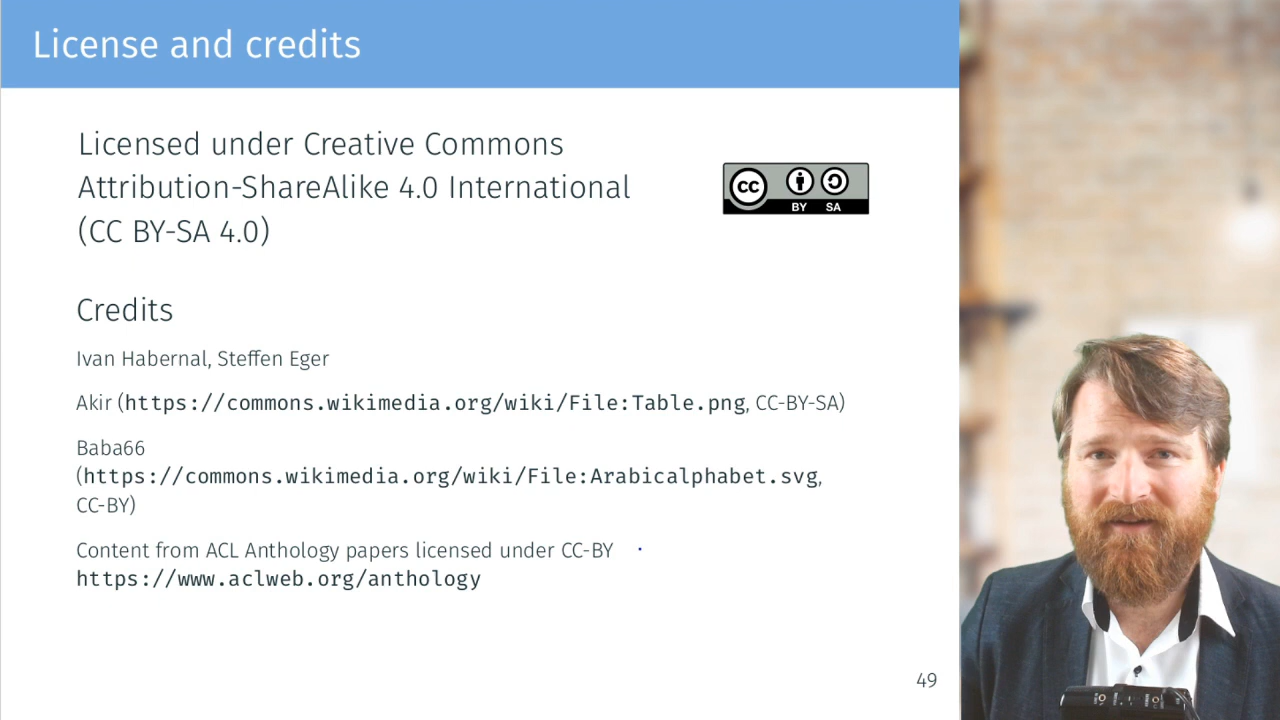 License and credits
Licensed under Creative Commons
Attribution-ShareAlike 4.0 International
(CC BY-SA 4.0)
cc
BY SA
Credits
Ivan Habernal, Steffen Eger
Akir (https://commons.wikimedia.org/wiki/File:Table.png, CC-BY-SA)
Baba66
(https://commons.wikimedia.org/wiki/File:Arabicalphabet.svg,
CC-BY)
Content from ACL Anthology papers licensed under CC-BY
https://www.aclweb.org/anthology
49